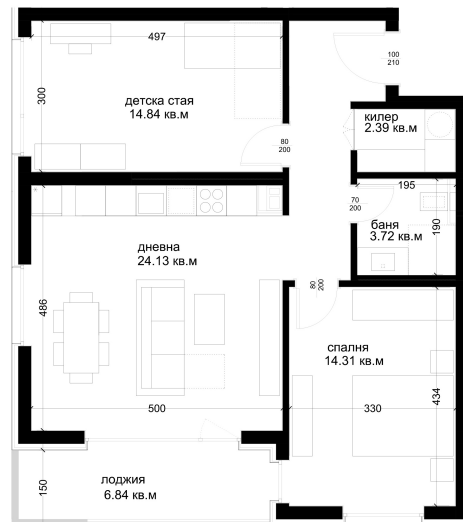 497
100
210
300
детска стая
14.84 кв.м
килер
2.39 кв.м
80
200
195
70
200
баня
3.72 кв.м
190
дневна
24.13 кв.м
80
200
486
спалня
14.31 кв.м
434
500
330
150
лоджия
6.84 кв.м